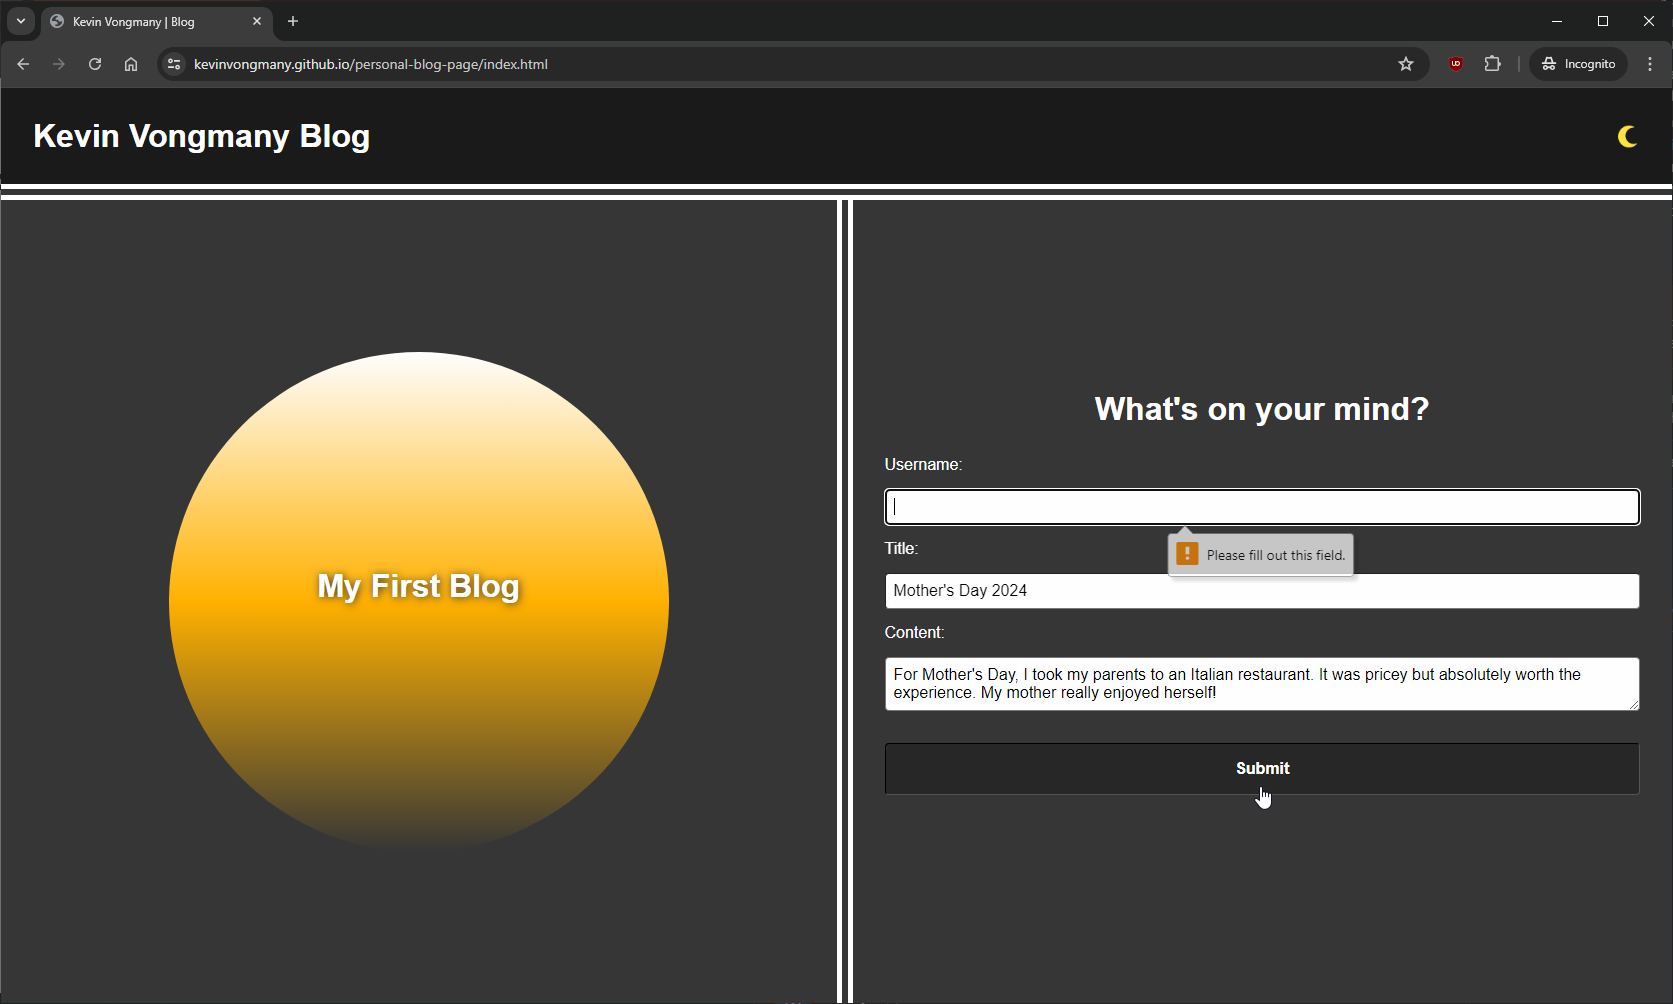 Kevin Vongmany | Blog
kevinvongmany.github.io/personal-blog-page/index.html
Incognito
Kevin Vongmany Blog
My First Blog
What's on your mind?
Username:
Please fill out this field.
Title:
Mother's Day 2024
Content:
For Mother's Day, I took my parents to an Italian restaurant. It was pricey but absolutely worth the
experience. My mother really enjoyed herself!
Submit